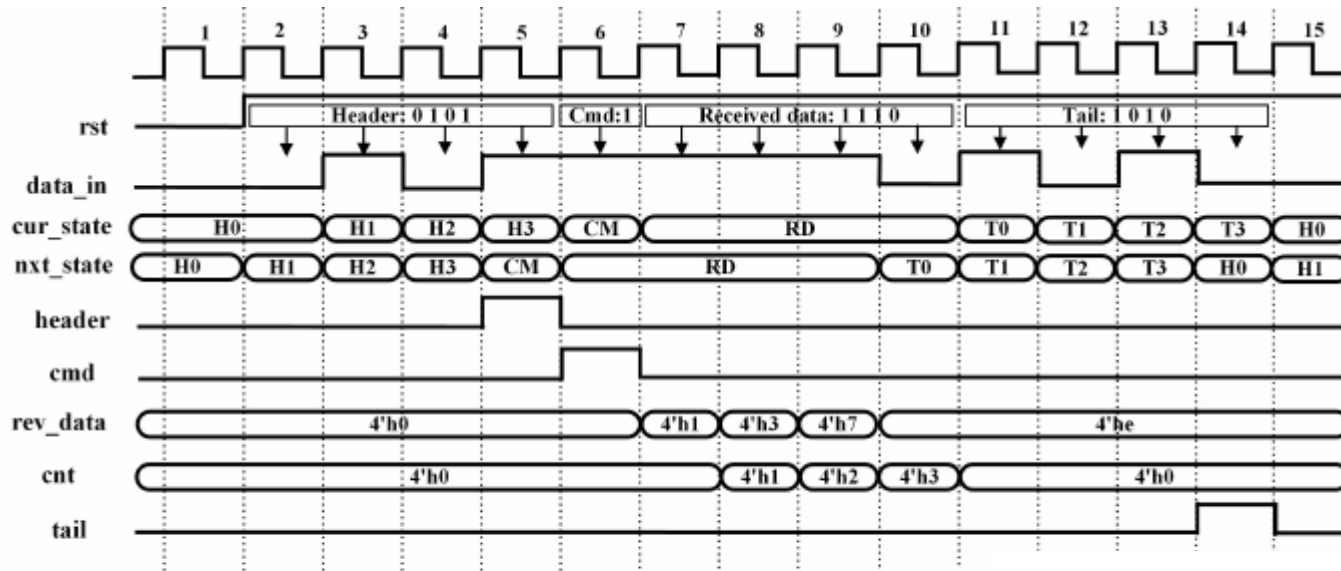 1 2 3 4 5 6 7 8 9 10 11 12 13 14 15
rst Header: 0 1 0 1 Cmd:1 Received data: 1 1 1 0 Tail: 1 0 1 0
data_in
cur_state H0 H1 H2 H3 CM RD T0 T1 T2 T3 H0
nxt_state H0 H1 H2 H3 CM RD T0 T1 T2 T3 H0 H1
header
cmd
rev_data 4'h0 4'h1 4'h3 4'h7 4'he
cnt 4'h0 4'h1 4'h2 4'h3 4'h0
tail